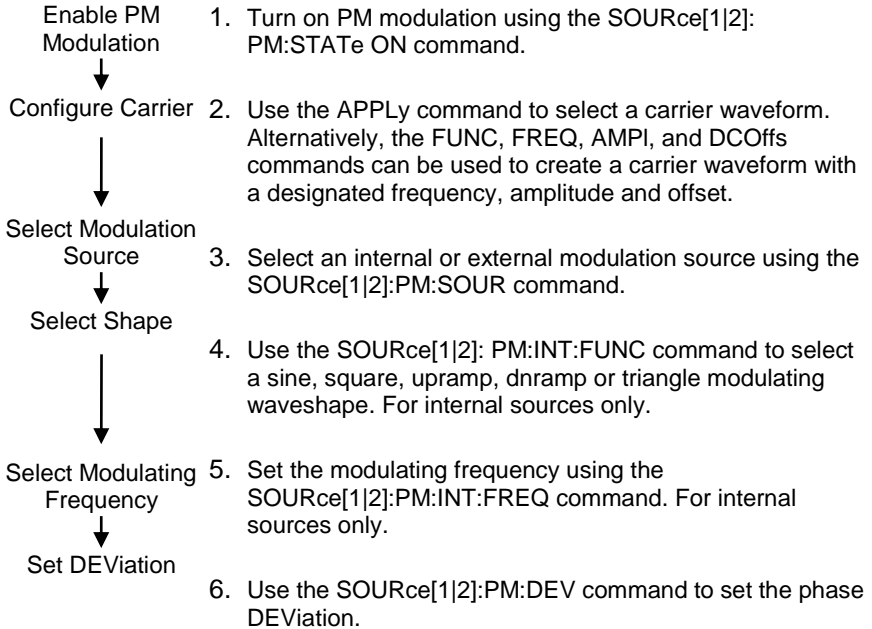 Enable PM
Modulation
1. Turn on PM modulation using the SOURce[1|2]:
PM:STATe ON command.
Configure Carrier
2. Use the APPLy command to select a carrier waveform.
Alternatively, the FUNC, FREQ, AMPl, and DCOffs
commands can be used to create a carrier waveform with
a designated frequency, amplitude and offset.
Select Modulation
Source
3. Select an internal or external modulation source using the
SOURce[1|2]:PM:SOUR command.
Select Shape
4. Use the SOURce[1|2]: PM:INT:FUNC command to select
a sine, square, upramp, dnramp or triangle modulating
waveshape. For internal sources only.
Select Modulating
Frequency
5. Set the modulating frequency using the
SOURce[1|2]:PM:INT:FREQ command. For internal
sources only.
Set DEViation
6. Use the SOURce[1|2]:PM:DEV command to set the phase
DEViation.